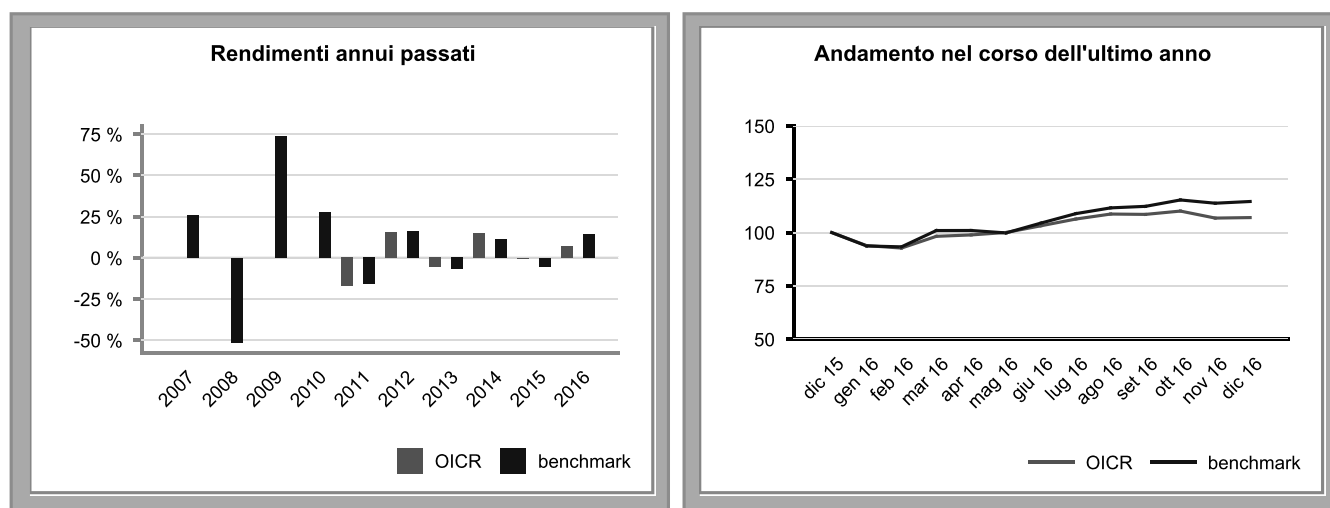 Rendimenti annui passati
75 %
50 %
25 %
0 %
-25 %
-50 %
2007
2008
2009
2010
2011
2012
2013
2014
2015
2016
OICR
benchmark
Andamento nel corso dell'ultimo anno
150
125
100
75
50
dic 15
gen 16
feb 16
mar 16
apr 16
mag 16
giu 16
lug 16
ago 16
set 16
ott 16
nov 16
dic 16
OICR
benchmark